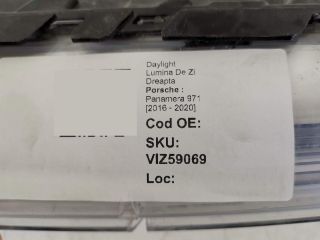 Daylight
Lumina De Zi
Dreapta
Porsche :
Panamera 971
[2016 - 2020]
Cod OE:
SKU:
VIZ59069
Loc: